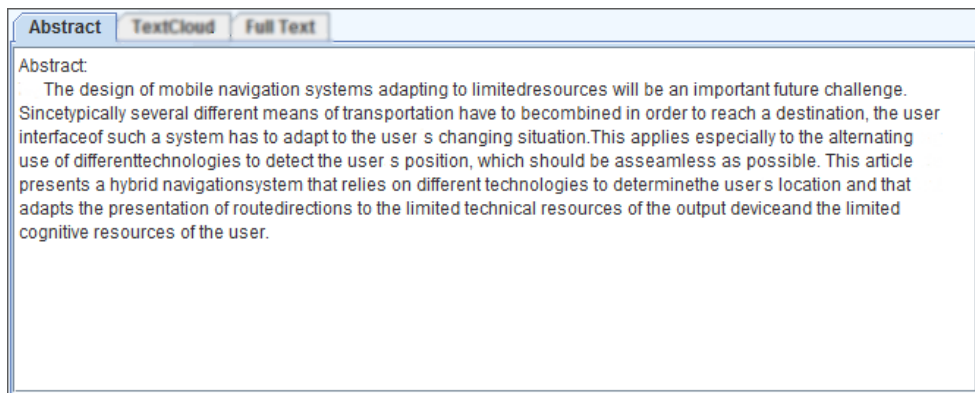 Abstract TextCloud Full Text
Abstract:
The design of mobile navigation systems adapting to limitedresources will be an important future challenge.
Sincetypically several different means of transportation have to becombined in order to reach a destination, the user
interfaceof such a system has to adapt to the user s changing situation.This applies especially to the alternating
use of differenttechnologies to detect the user s position, which should be asseamless as possible. This article
presents a hybrid navigationsystem that relies on different technologies to determinethe user s location and that
adapts the presentation of routedirections to the limited technical resources of the output deviceand the limited
cognitive resources of the user.